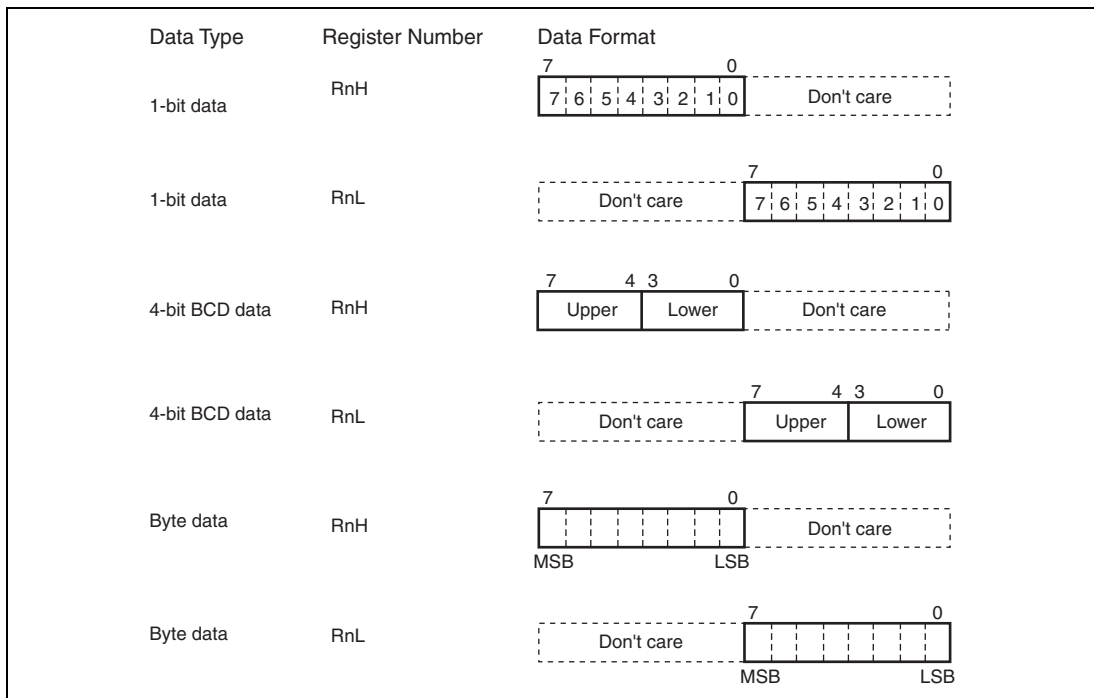 Data Type Register Number Data Format
7 0
1-bit data RnH 7 6 5 4 3 2 1 0 Don't care
7 0
1-bit data RnL Don't care 7 6 5 4 3 2 1 0
7 4 3 0
4-bit BCD data RnH Upper Lower Don't care
7 4 3 0
4-bit BCD data RnL Don't care Upper Lower
7 0
Byte data RnH Don't care
MSB LSB
7 0
Byte data RnL Don't care
MSB LSB